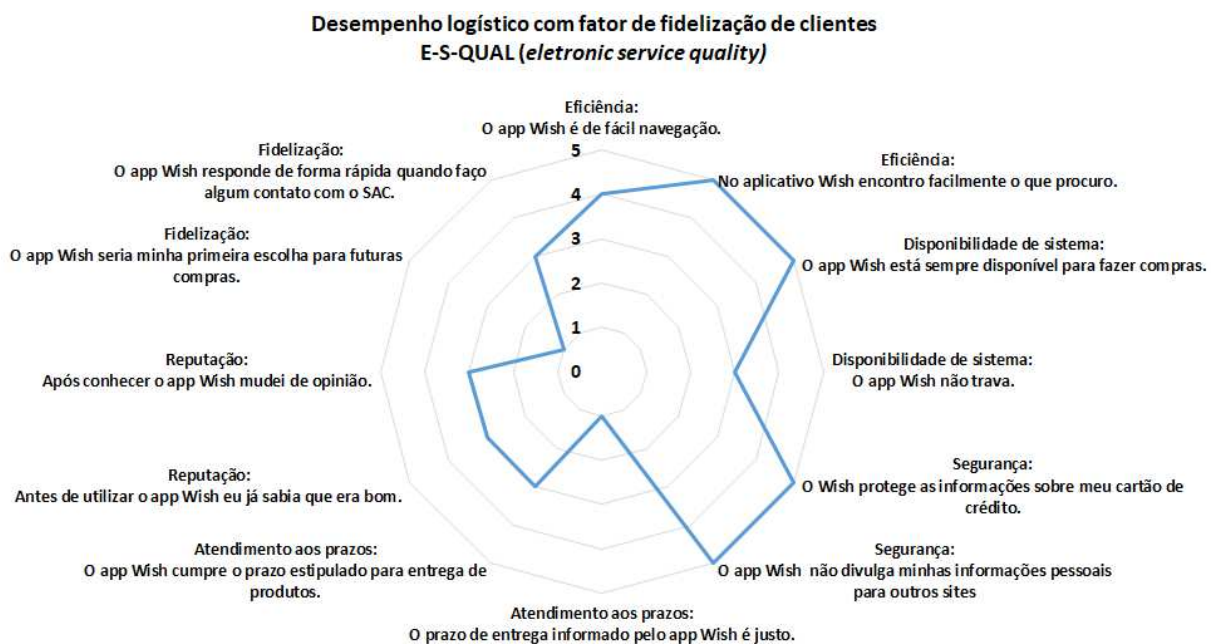 Desempenho logístico com fator de fidelização de clientes
E-S-QUAL (eletronic service quality)
Eficiência:
O app Wish é de fácil navegação.
Eficiência:
No aplicativo Wish encontro facilmente o que procuro.
Disponibilidade de sistema:
O app Wish está sempre disponível para fazer compras.
Disponibilidade de sistema:
O app Wish não trava.
Segurança:
O Wish protege as informações sobre meu cartão de
crédito.
Segurança:
O app Wish não divulga minhas informações pessoais
para outros sites
Atendimento aos prazos:
O prazo de entrega informado pelo app Wish é justo.
Atendimento aos prazos:
O app Wish cumpre o prazo estipulado para entrega de
produtos.
Reputação:
Antes de utilizar o app Wish eu já sabia que era bom.
Reputação:
Após conhecer o app Wish mudei de opinião.
Fidelização:
O app Wish seria minha primeira escolha para futuras
compras.
Fidelização:
O app Wish responde de forma rápida quando faço
algum contato com o SAC.
5
4
3
2
1
0